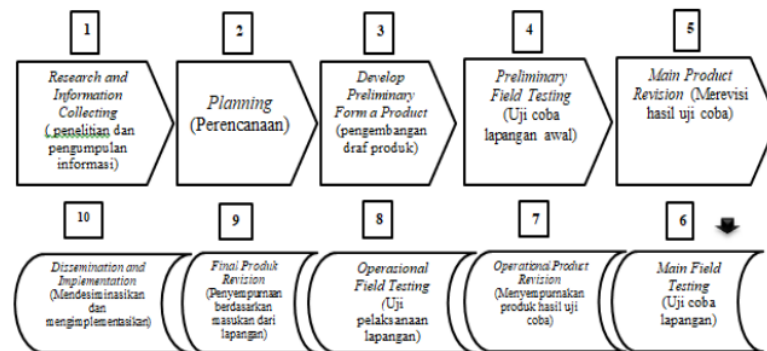 1
Research and
Information
Collecting
( penelitian dan
pengumpulan
informasi)
2
Planning
(Perencanaan)
3
Develop
Preliminary
Form a Product
(pengembangan
draf produk)
4
Preliminary
Field Testing
(Uji coba
lapangan awal)
5
Main Product
Revision (Merevisi
hasil uji coba)
10
Dissemination and
Implementation
(Mendesiminasikan
dan
mengimplementasikan)
9
Final Produk
Revision
(Penyempurnaan
berdasarkan
masukan dari
lapangan)
8
Operasional
Field Testing
(Uji
pelaksanaan
lapangan)
7
Operational Product
Revision
(Menyempurnakan
produk hasil uji
coba)
6
Main Field
Testing
(Uji coba
lapangan)